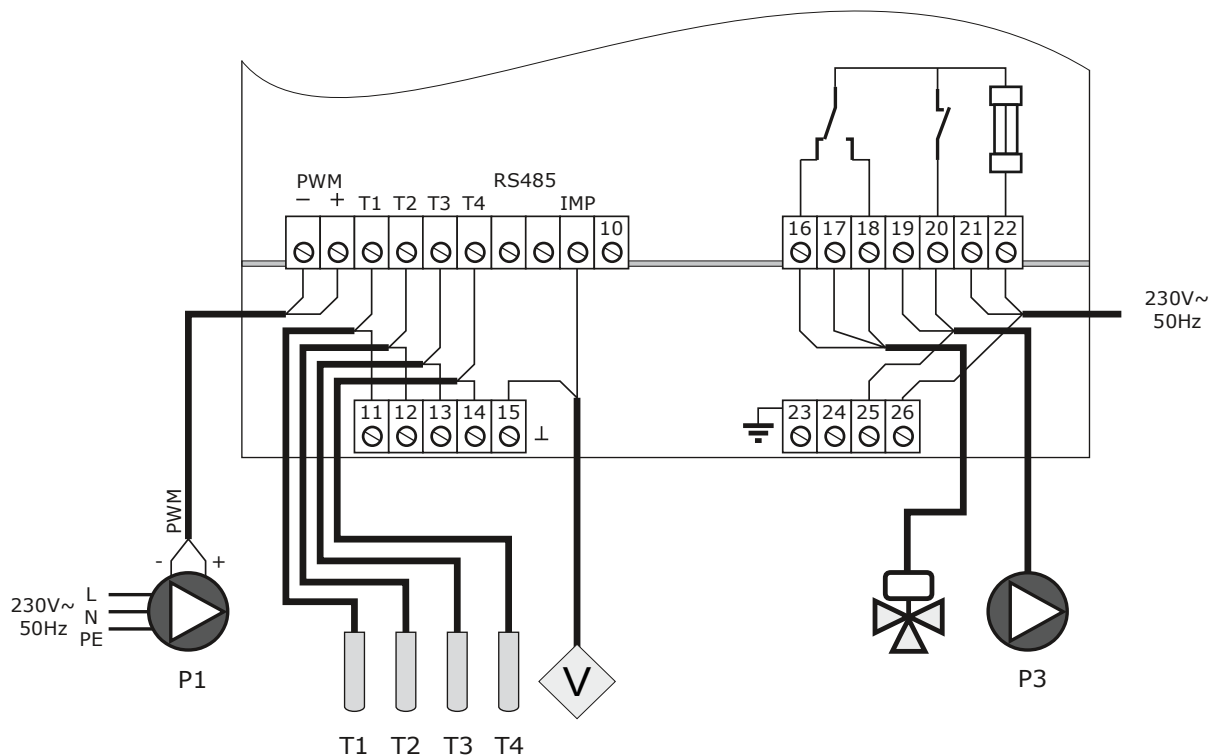 PWM
RS485
− + T1 T2 T3 T4 IMP
10
16 17 18 19 20 21 22
230V~
50Hz
11 12 13 14 15 ⊥
23 24 25 26
PWM
- +
230V~
50Hz
L
N
PE
P1
V
P3
T1 T2 T3 T4